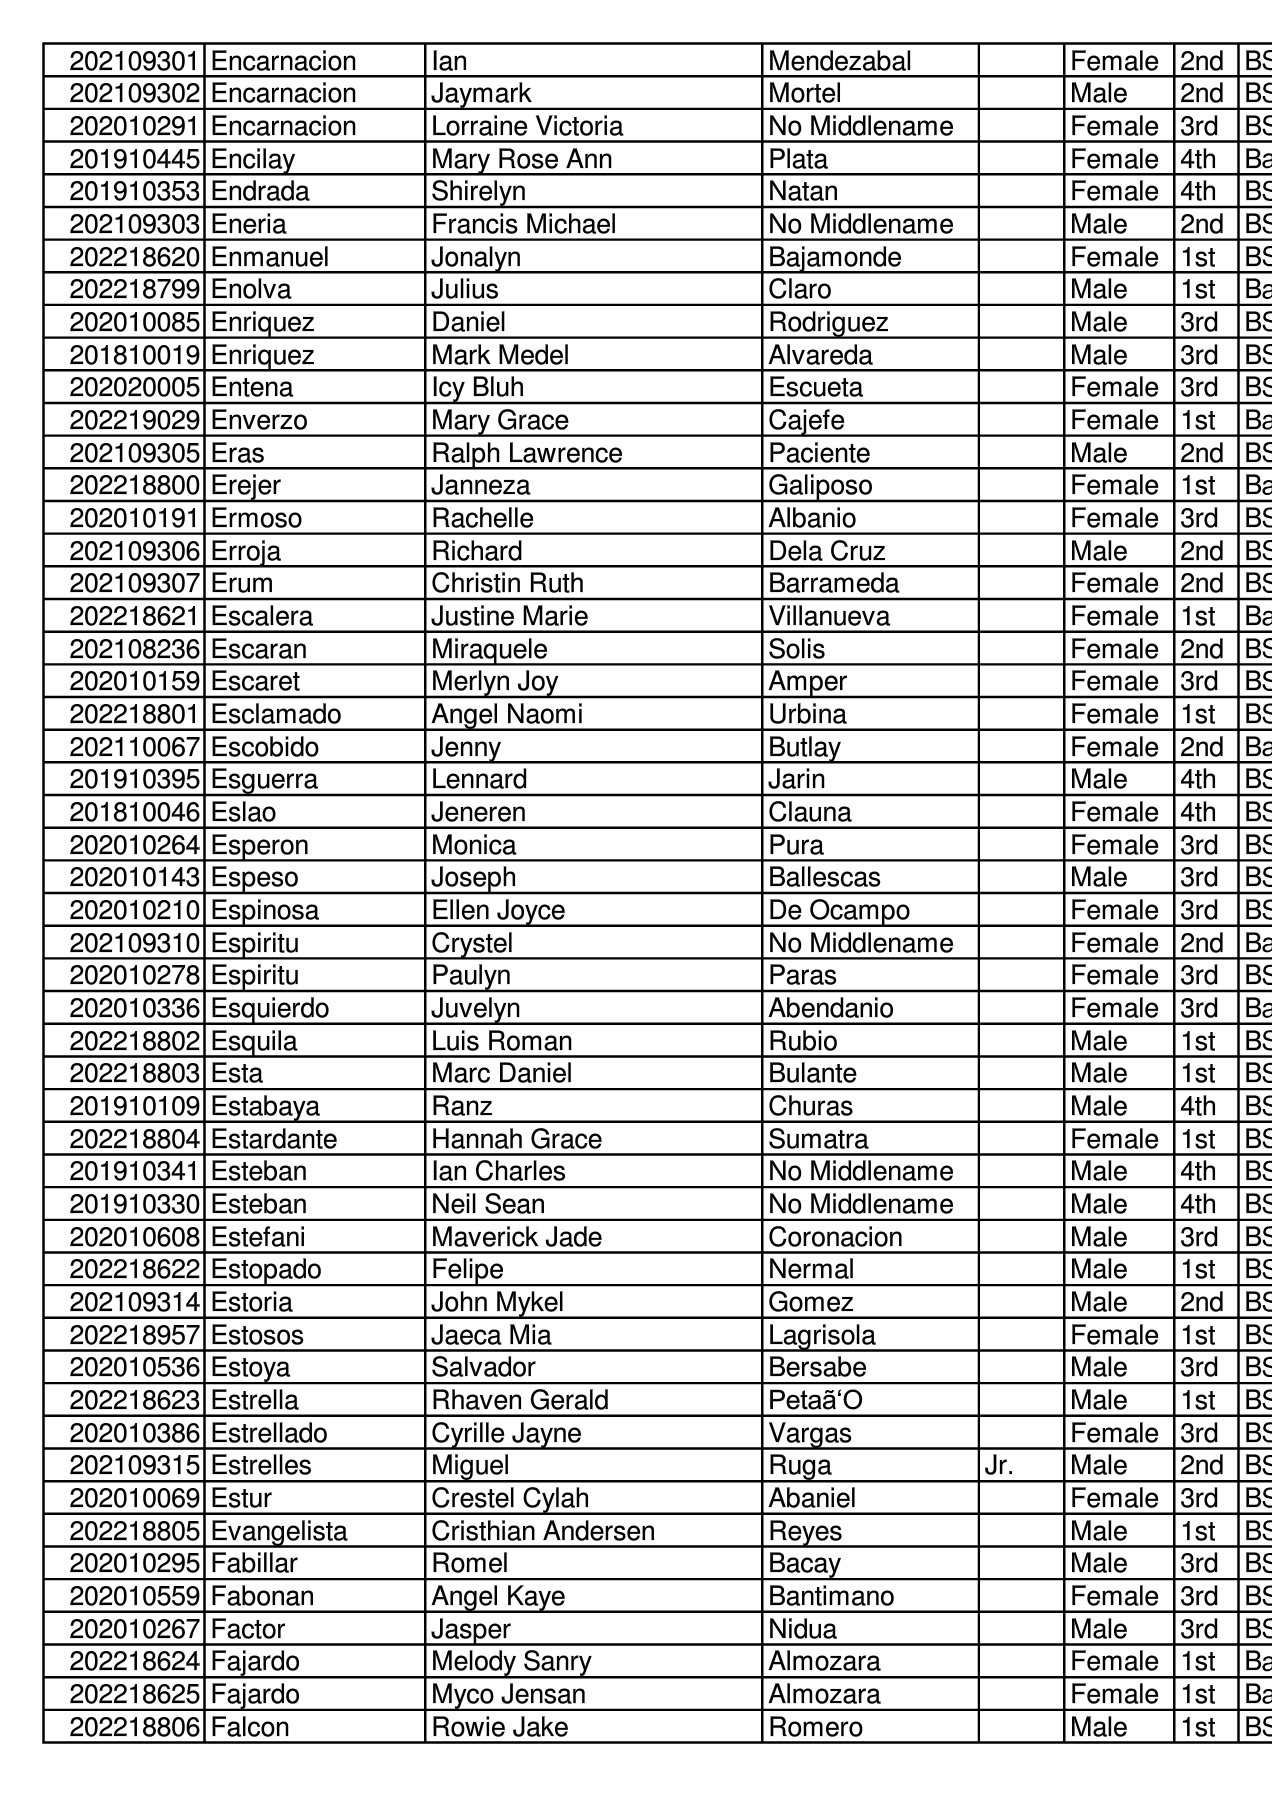 202109301 Encarnacion Ian Mendezabal Female 2nd BS
202109302 Encarnacion Jaymark Mortel Male 2nd BS
202010291 Encarnacion Lorraine Victoria No Middlename Female 3rd BS
201910445 Encilay Mary Rose Ann Plata Female 4th Ba
201910353 Endrada Shirelyn Natan Female 4th BS
202109303 Eneria Francis Michael No Middlename Male 2nd BS
202218620 Enmanuel Jonalyn Bajamonde Female 1st BS
202218799 Enolva Julius Claro Male 1st Ba
202010085 Enriquez Daniel Rodriguez Male 3rd BS
201810019 Enriquez Mark Medel Alvareda Male 3rd BS
202020005 Entena Icy Bluh Escueta Female 3rd BS
202219029 Enverzo Mary Grace Cajefe Female 1st Ba
202109305 Eras Ralph Lawrence Paciente Male 2nd BS
202218800 Erejer Janneza Galiposo Female 1st Ba
202010191 Ermoso Rachelle Albanio Female 3rd BS
202109306 Erroja Richard Dela Cruz Male 2nd BS
202109307 Erum Christin Ruth Barrameda Female 2nd BS
202218621 Escalera Justine Marie Villanueva Female 1st Ba
202108236 Escaran Miraquele Solis Female 2nd BS
202010159 Escaret Merlyn Joy Amper Female 3rd BS
202218801 Esclamado Angel Naomi Urbina Female 1st BS
202110067 Escobido Jenny Butlay Female 2nd Ba
201910395 Esguerra Lennard Jarin Male 4th BS
201810046 Eslao Jeneren Clauna Female 4th BS
202010264 Esperon Monica Pura Female 3rd BS
202010143 Espeso Joseph Ballescas Male 3rd BS
202010210 Espinosa Ellen Joyce De Ocampo Female 3rd BS
202109310 Espiritu Crystel No Middlename Female 2nd Ba
202010278 Espiritu Paulyn Paras Female 3rd BS
202010336 Esquierdo Juvelyn Abendanio Female 3rd Ba
202218802 Esquila Luis Roman Rubio Male 1st BS
202218803 Esta Marc Daniel Bulante Male 1st BS
201910109 Estabaya Ranz Churas Male 4th BS
202218804 Estardante Hannah Grace Sumatra Female 1st BS
201910341 Esteban Ian Charles No Middlename Male 4th BS
201910330 Esteban Neil Sean No Middlename Male 4th BS
202010608 Estefani Maverick Jade Coronacion Male 3rd BS
202218622 Estopado Felipe Nermal Male 1st BS
202109314 Estoria John Mykel Gomez Male 2nd BS
202218957 Estosos Jaeca Mia Lagrisola Female 1st BS
202010536 Estoya Salvador Bersabe Male 3rd BS
202218623 Estrella Rhaven Gerald Petaã‘O Male 1st BS
202010386 Estrellado Cyrille Jayne Vargas Female 3rd BS
202109315 Estrelles Miguel Ruga Jr. Male 2nd BS
202010069 Estur Crestel Cylah Abaniel Female 3rd BS
202218805 Evangelista Cristhian Andersen Reyes Male 1st BS
202010295 Fabillar Romel Bacay Male 3rd BS
202010559 Fabonan Angel Kaye Bantimano Female 3rd BS
202010267 Factor Jasper Nidua Male 3rd BS
202218624 Fajardo Melody Sanry Almozara Female 1st Ba
202218625 Fajardo Myco Jensan Almozara Female 1st Ba
202218806 Falcon Rowie Jake Romero Male 1st BS